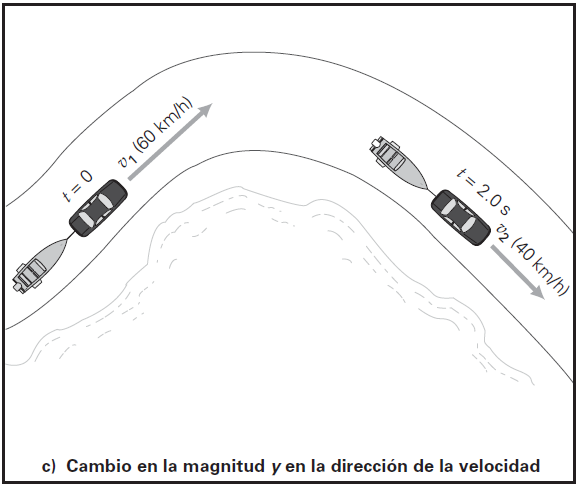 t = 0
v₁ (60 km/h)
t = 2.0 s
v₂ (40 km/h)
c) Cambio en la magnitud y en la dirección de la velocidad